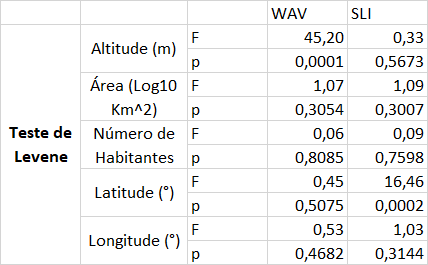 WAV SLI
Teste de Levene
Altitude (m) F 45,20 0,33
p 0,0001 0,5673
Área (Log10 Km^2) F 1,07 1,09
p 0,3054 0,3007
Número de Habitantes F 0,06 0,09
p 0,8085 0,7598
Latitude (°) F 0,45 16,46
p 0,5075 0,0002
Longitude (°) F 0,53 1,03
p 0,4682 0,3144